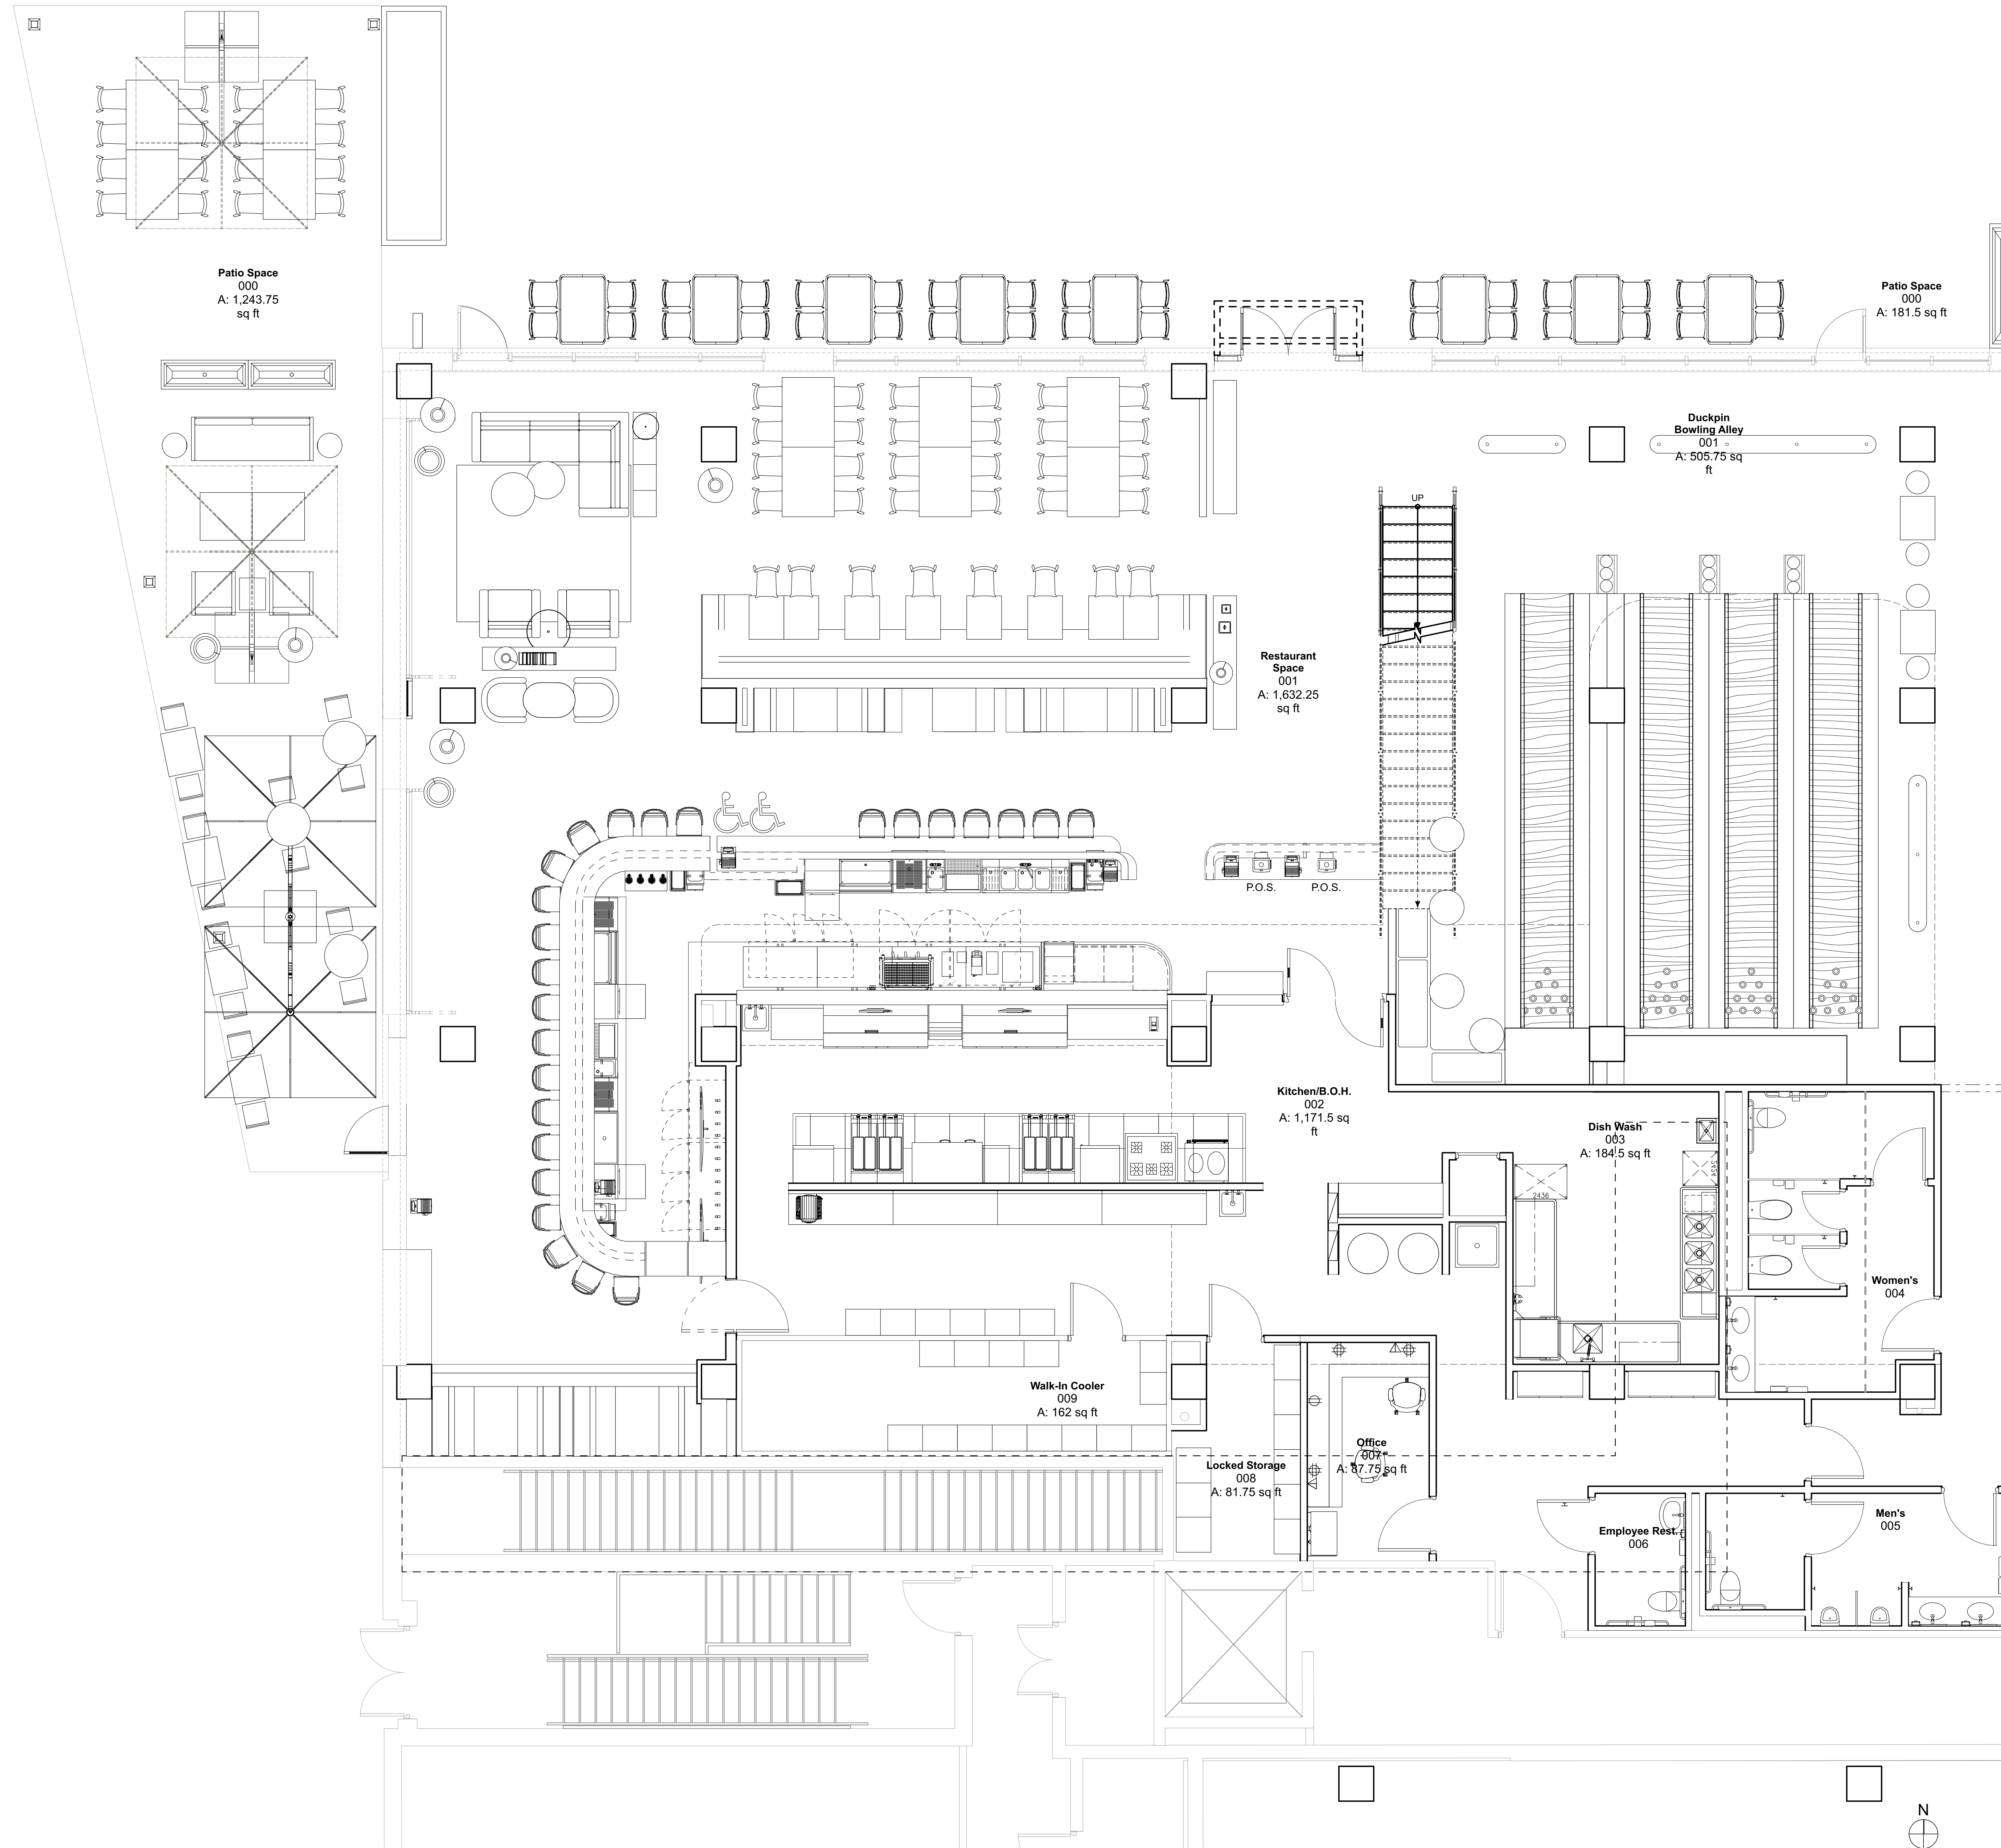 Patio Space
000
A: 1,243.75
sq ft
Patio Space
000
A: 181.5 sq ft
Duckpin
Bowling Alley
001
A: 505.75 sq
ft
UP
Restaurant
Space
001
A: 1,632.25
sq ft
P.O.S.
P.O.S.
Kitchen/B.O.H.
002
A: 1,171.5 sq
ft
Dish Wash
003
A: 184.5 sq ft
2424
2436
Women's
004
Walk-In Cooler
009
A: 162 sq ft
Office
007
A: 87.75 sq ft
Locked Storage
008
A: 81.75 sq ft
Employee Rest.
006
Men's
005
N